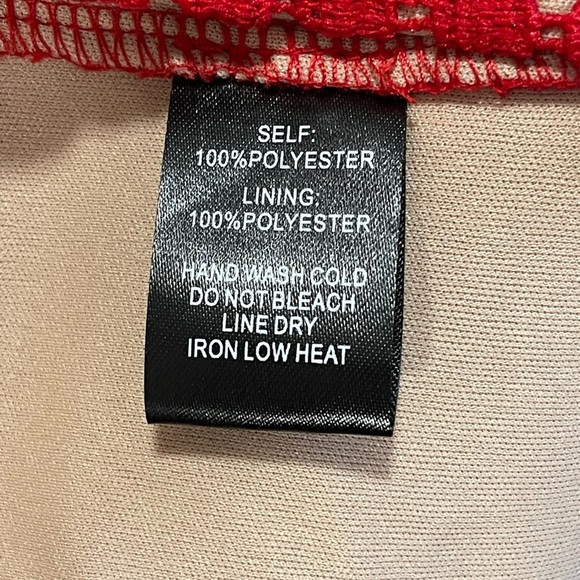 SELF:
100%POLYESTER
LINING:
100%POLYESTER
HAND WASH COLD
DO NOT BLEACH
LINE DRY
IRON LOW HEAT